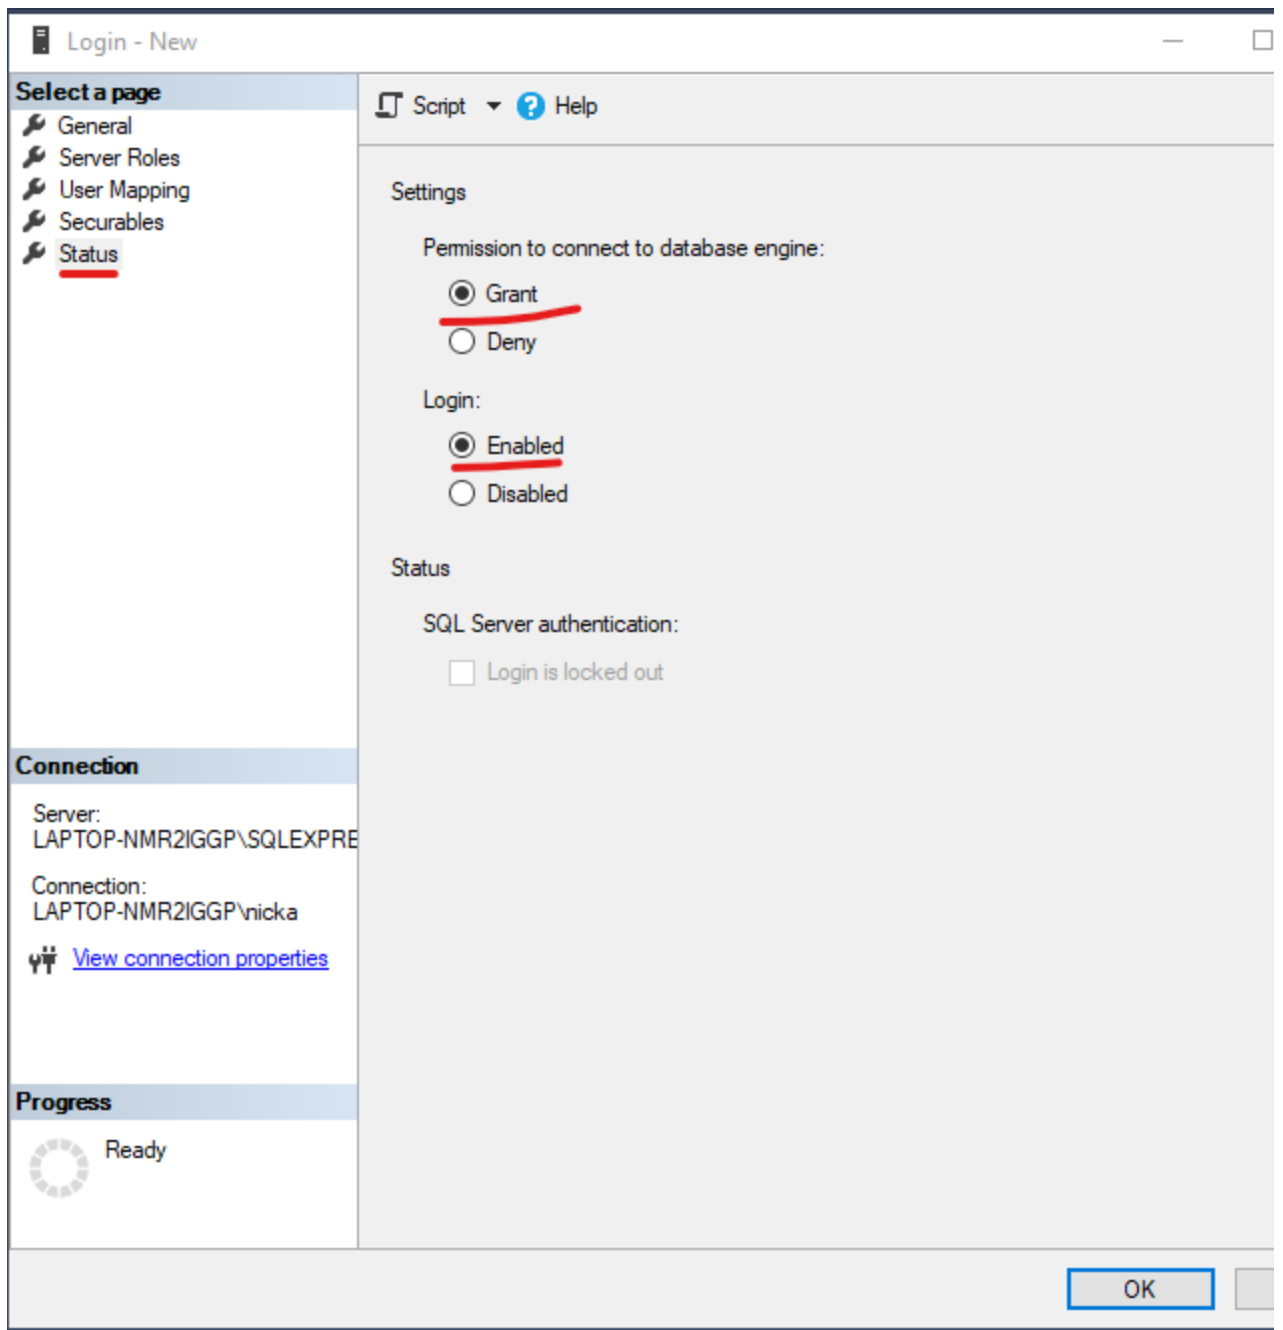 Login - New
Select a page
General
Server Roles
User Mapping
Securables
Status
Script Help
Settings
Permission to connect to database engine:
Grant
Deny
Login:
Enabled
Disabled
Status
SQL Server authentication:
Login is locked out
Connection
Server:
LAPTOP-NMR2IGGP\SQLEXPRE
Connection:
LAPTOP-NMR2IGGP\nicka
View connection properties
Progress
Ready
OK